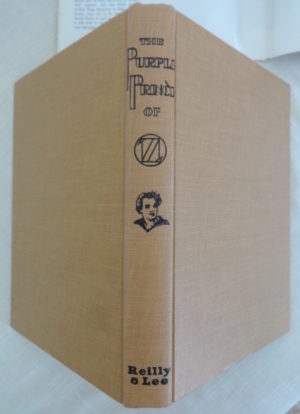 THE
PURPLE
PRINCE
OF
OZ
Reilly
& Lee